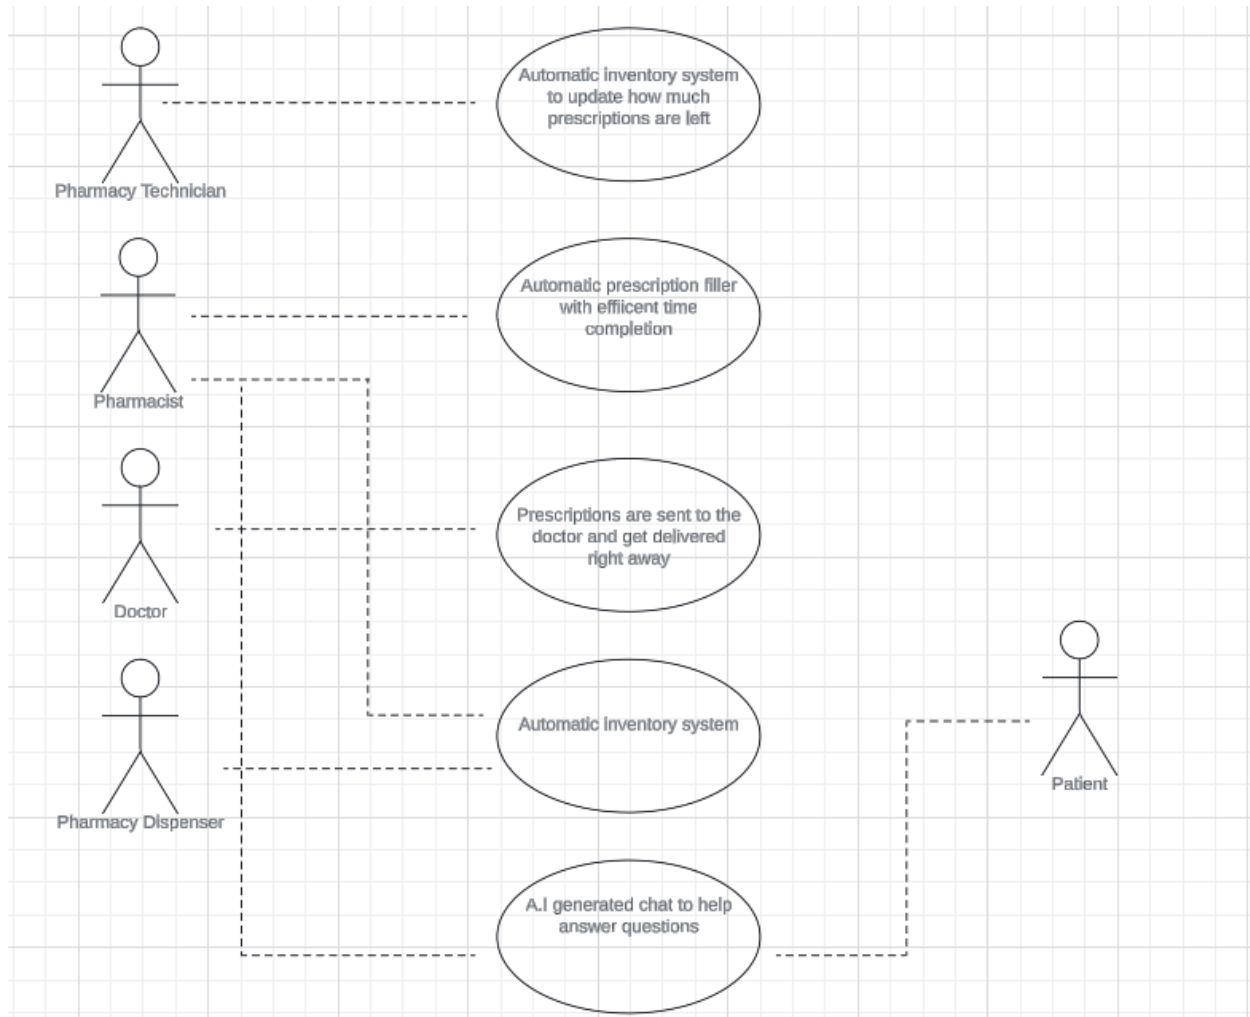 Automatic inventory system
to update how much
prescriptions are left
Pharmacy Technician
Automatic prescription filler
with effiicent time
completion
Pharmacist
Prescriptions are sent to the
doctor and get delivered
right away
Doctor
Automatic inventory system
Patient
Pharmacy Dispenser
A.I generated chat to help
answer questions